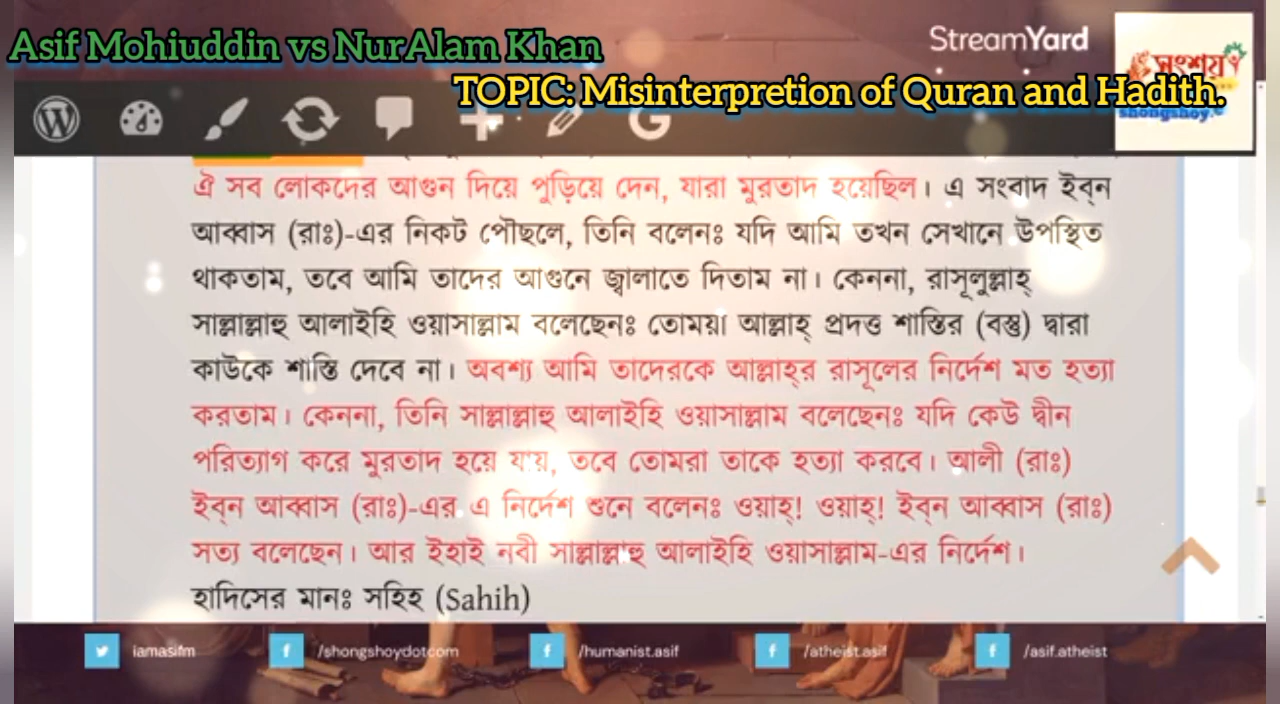 Asif Mohiuddin vs NurAlam Khan
StreamYard
সংশয়
shongshoy.c
TOPIC: Misinterpretion of Quran and Hadith.
ঐ সব লোকদের আগুন দিয়ে পুড়িয়ে দেন, যারা মুরতাদ হয়েছিল। এ সংবাদ ইব্‌ন
আব্বাস (রাঃ)-এর নিকট পৌছলে, তিনি বলেনঃ যদি আমি তখন সেখানে উপস্থিত
থাকতাম, তবে আমি তাদের আগুনে জ্বালাতে দিতাম না। কেননা, রাসূলুল্লাহ্
সাল্লাল্লাহু আলাইহি ওয়াসাল্লাম বলেছেনঃ তোময়া আল্লাহ্ প্রদত্ত শাস্তির (বস্তু) দ্বারা
কাউকে শাস্তি দেবে না। অবশ্য আমি তাদেরকে আল্লাহ্‌র রাসূলের নির্দেশ মত হত্যা
করতাম। কেননা, তিনি সাল্লাল্লাহু আলাইহি ওয়াসাল্লাম বলেছেনঃ যদি কেউ দ্বীন
পরিত্যাগ করে মুরতাদ হয়ে যায়, তবে তোমরা তাকে হত্যা করবে। আলী (রাঃ)
ইব্‌ন আব্বাস (রাঃ)-এর এ নির্দেশ শুনে বলেনঃ ওয়াহ্! ওয়াহ্! ইব্‌ন আব্বাস (রাঃ)
সত্য বলেছেন। আর ইহাই নবী সাল্লাল্লাহু আলাইহি ওয়াসাল্লাম-এর নির্দেশ।
হাদিসের মানঃ সহিহ (Sahih)
iamasifm
/shongshoydotcom
/humanist.asif
/atheist.asif
/asif.atheist